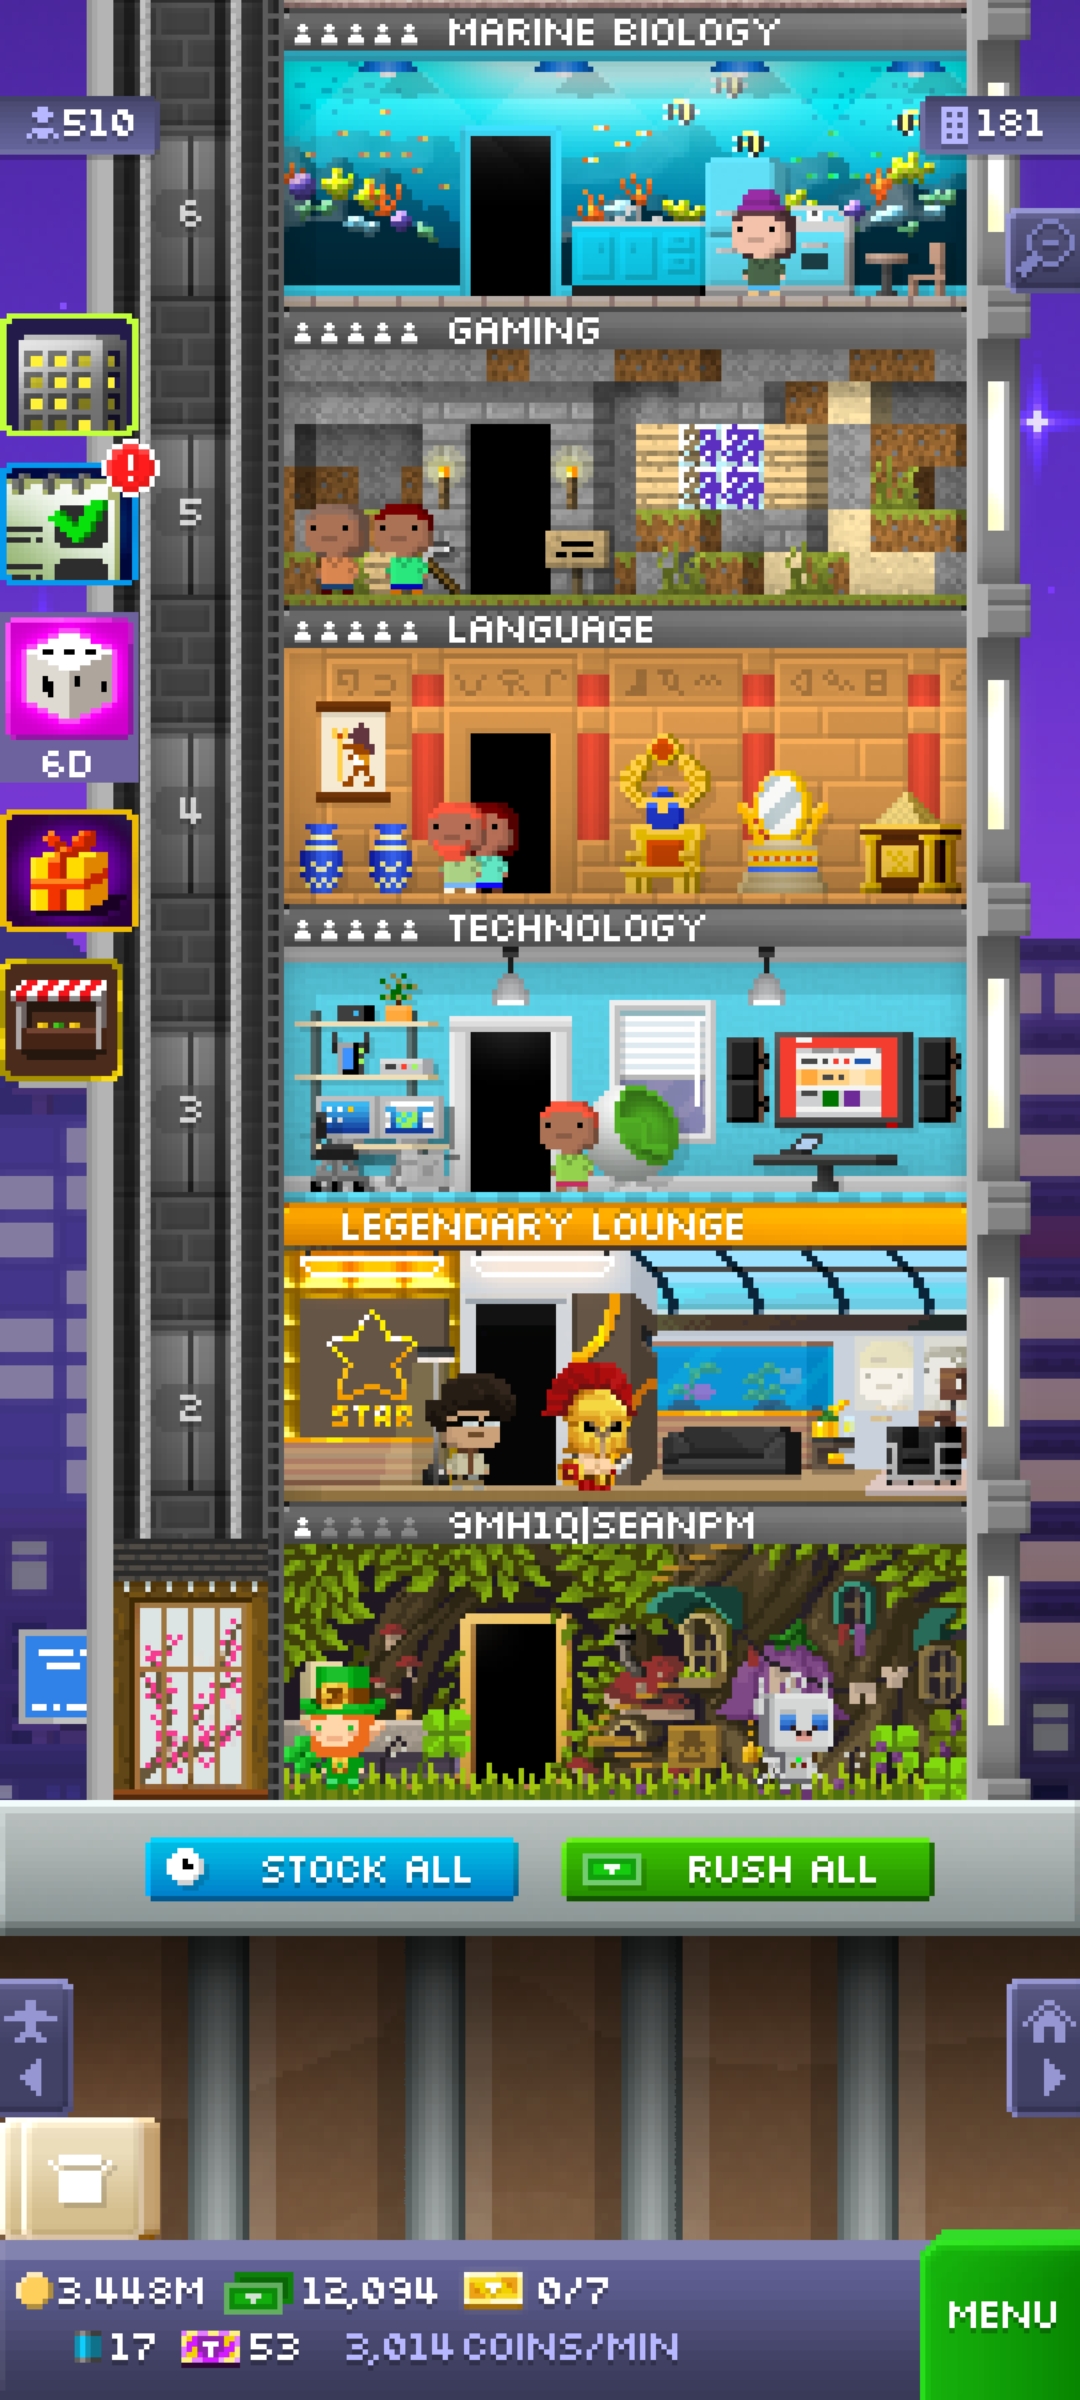 MARINE BIOLOGY
510
181
6
GAMING
5
LANGUAGE
6D
4
TECHNOLOGY
3
LEGENDARY LOUNGE
STAR
2
9MH1Q|SEANPM
STOCK ALL
RUSH ALL
3.448M 12,094 0/7
17 53 3,014 COINS/MIN
MENU